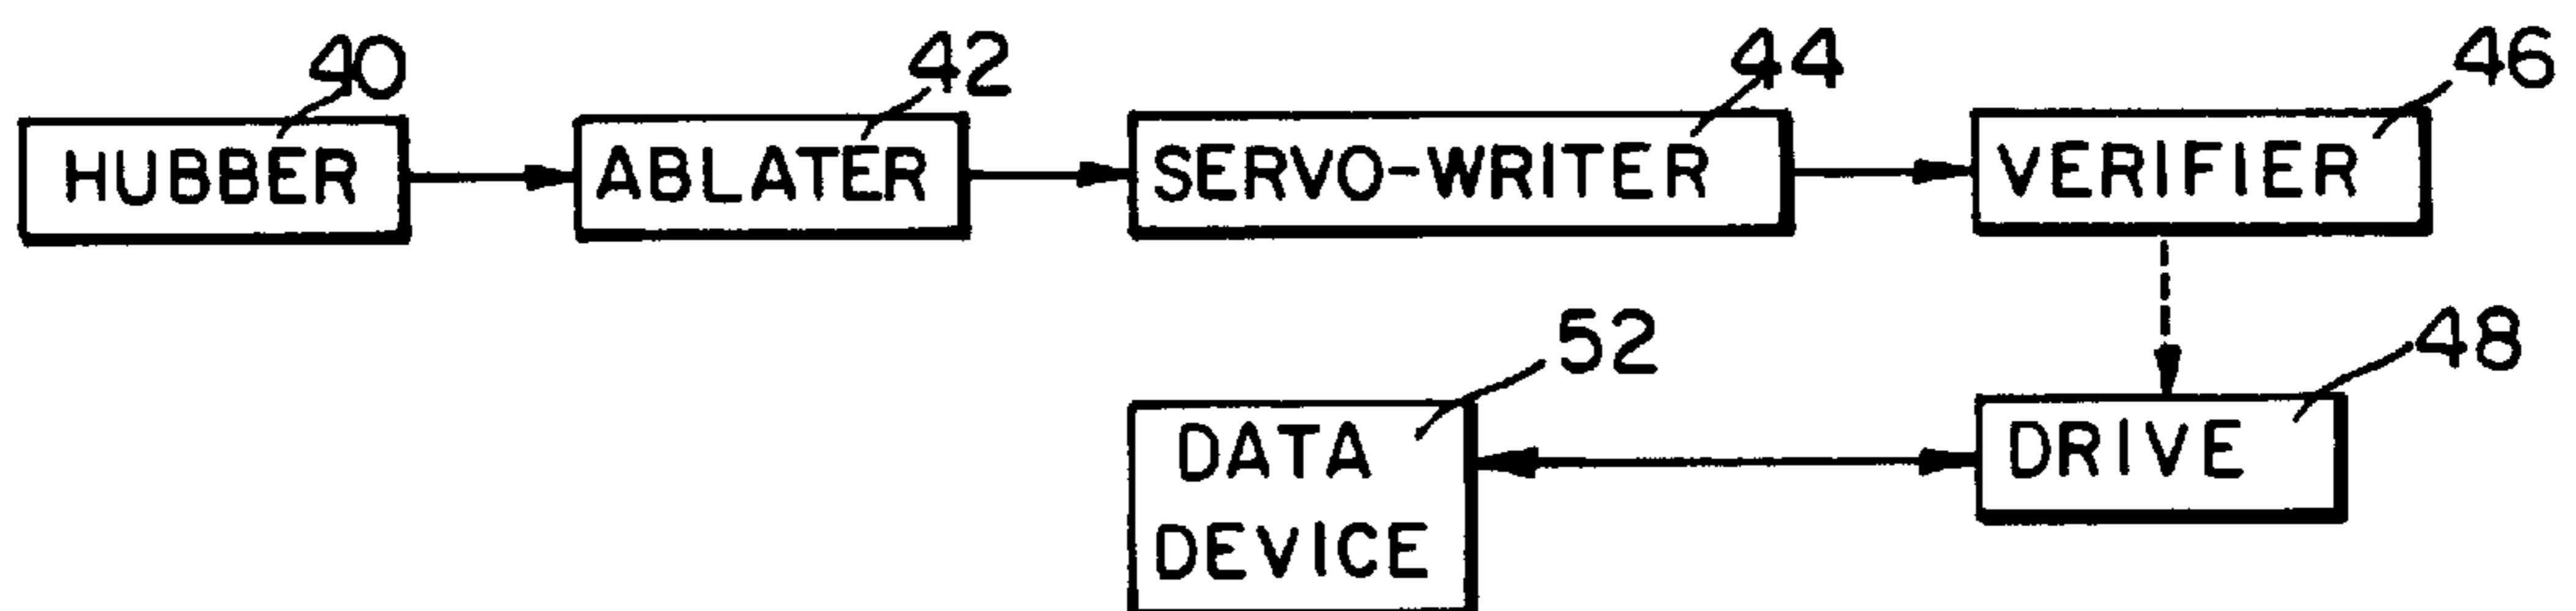 40
42
44
46
HUBBER
ABLATER
SERVO-WRITER
VERIFIER
52
48
DATA
DEVICE
DRIVE